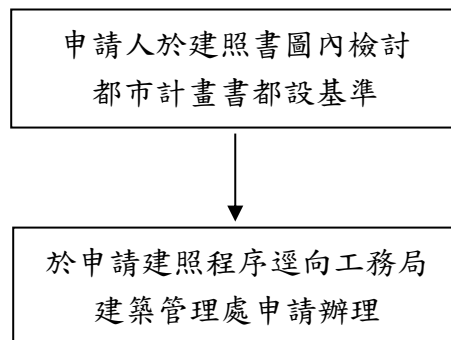 申請人於建照書圖內檢討
都市計畫書都設基準
於申請建照程序逕向工務局
建築管理處申請辦理